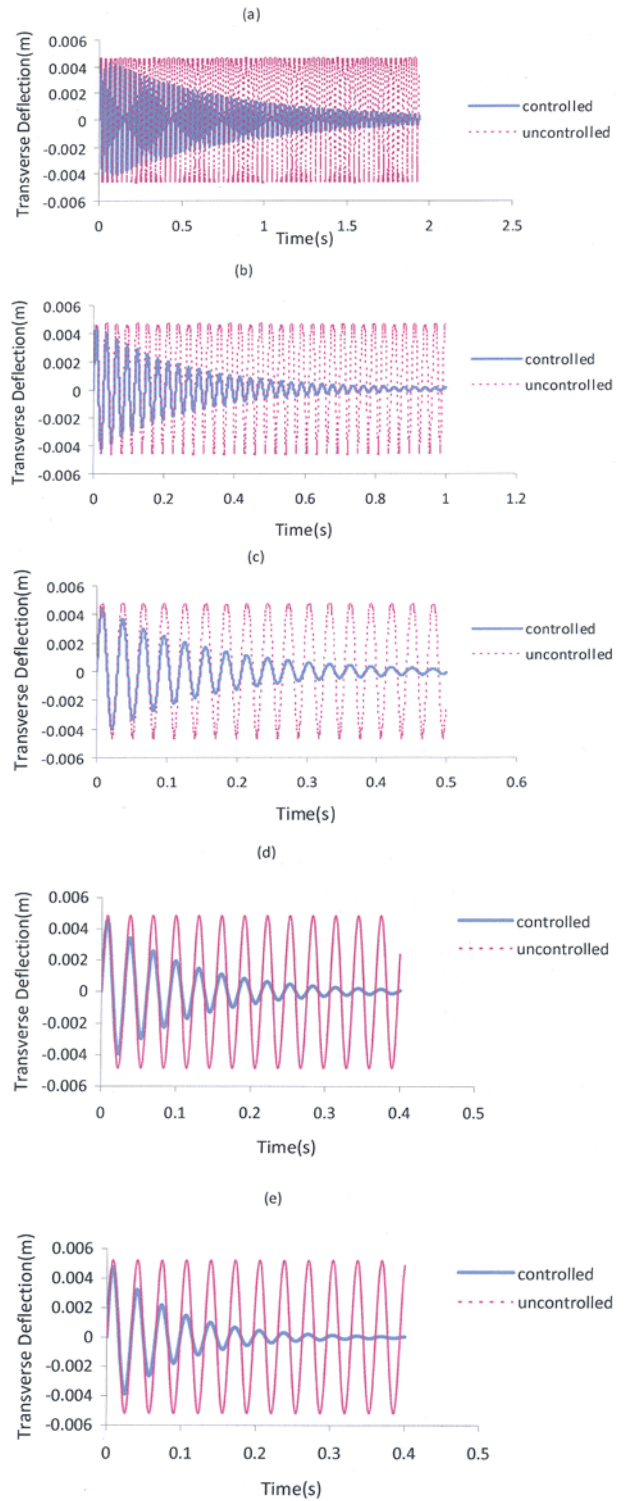 (a)
Transverse Deflection(m)
0.006
0.004
0.002
0
-0.002
-0.004
-0.006
0
0.5
1
1.5
2
2.5
Time(s)
controlled
uncontrolled
(b)
Transverse Deflection(m)
0.006
0.004
0.002
0
-0.002
-0.004
-0.006
0
0.2
0.4
0.6
0.8
1
1.2
Time(s)
controlled
uncontrolled
(c)
Transverse Deflection(m)
0.006
0.004
0.002
0
-0.002
-0.004
-0.006
0
0.1
0.2
0.3
0.4
0.5
0.6
Time(s)
controlled
uncontrolled
(d)
Transverse Deflection(m)
0.006
0.004
0.002
0
-0.002
-0.004
-0.006
0
0.1
0.2
0.3
0.4
0.5
Time(s)
controlled
uncontrolled
(e)
Transverse Deflection(m)
0.006
0.004
0.002
0
-0.002
-0.004
-0.006
0
0.1
0.2
0.3
0.4
0.5
Time(s)
controlled
uncontrolled